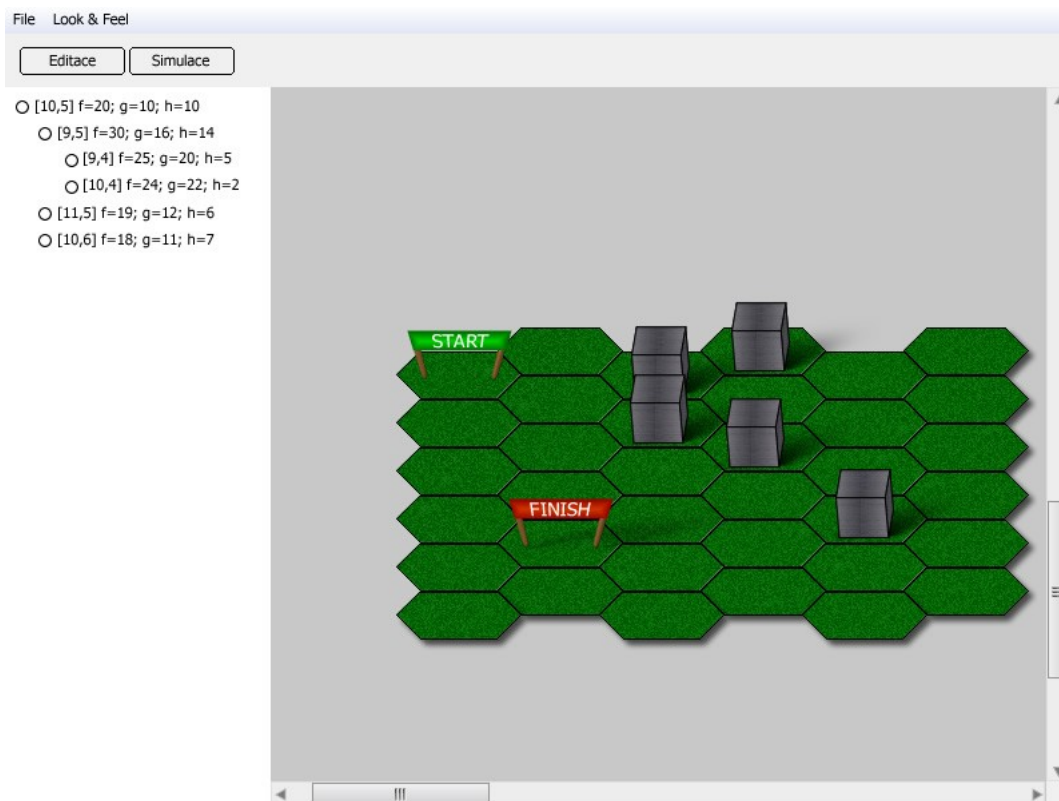 File Look & Feel
Editace Simulace
[10,5] f=20; g=10; h=10
[9,5] f=30; g=16; h=14
[9,4] f=25; g=20; h=5
[10,4] f=24; g=22; h=2
[11,5] f=19; g=12; h=6
[10,6] f=18; g=11; h=7
START
FINISH